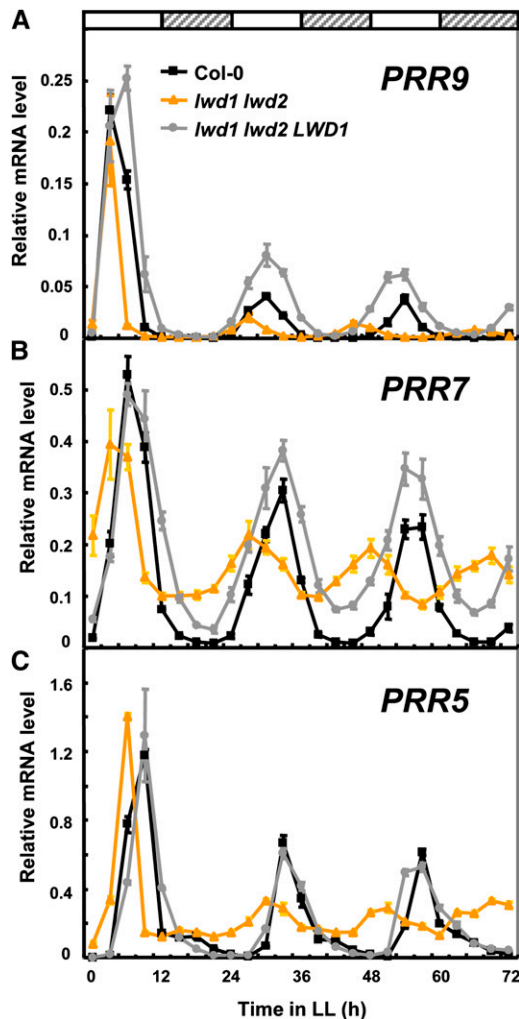 A
PRR9
Col-0
lwd1 lwd2
lwd1 lwd2 LWD1
Relative mRNA level
0.25
0.2
0.15
0.1
0.05
0
B
PRR7
Relative mRNA level
0.5
0.4
0.3
0.2
0.1
0
C
PRR5
Relative mRNA level
1.6
1.2
0.8
0.4
0
0 12 24 36 48 60 72
Time in LL (h)